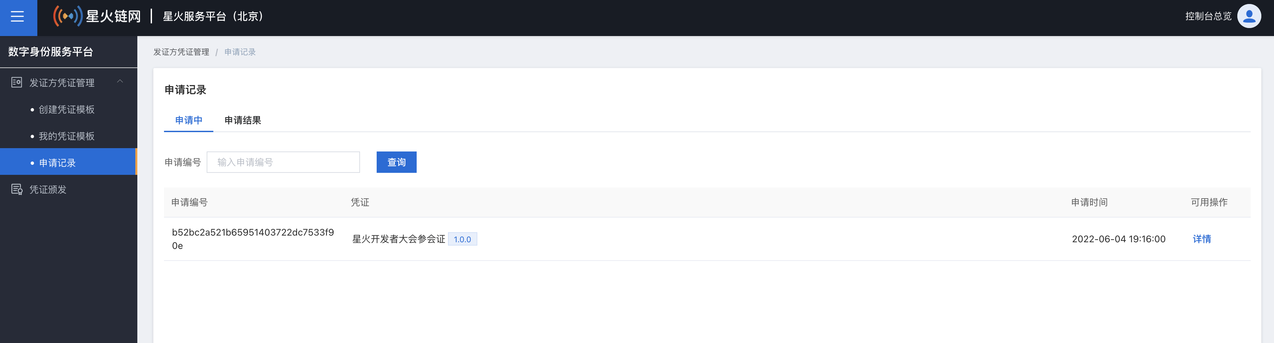 星火链网 | 星火服务平台（北京）
控制台总览
数字身份服务平台
发证方凭证管理
创建凭证模板
我的凭证模板
申请记录
凭证颁发
发证方凭证管理 / 申请记录
申请记录
申请中 申请结果
申请编号 输入申请编号 查询
申请编号 凭证 申请时间 可用操作
b52bc2a521b65951403722dc7533f9
0e
星火开发者大会参会证 1.0.0 2022-06-04 19:16:00 详情